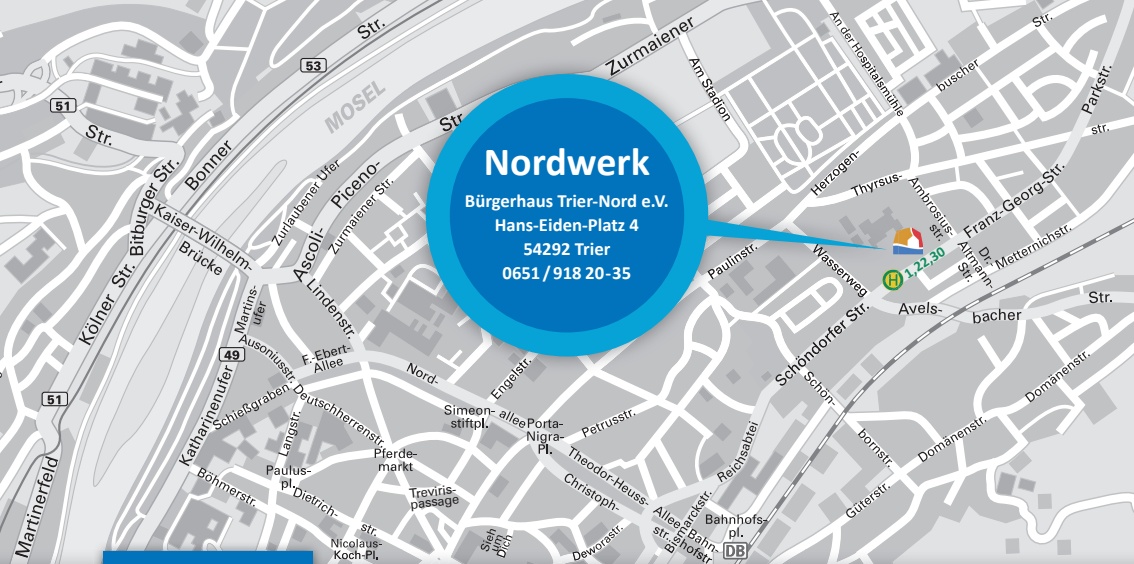 Nordwerk
Bürgerhaus Trier-Nord e.V.
Hans-Eiden-Platz 4
54292 Trier
0651 / 918 20-35
Str.
Zurmaiener
An der Hospitalsmühle
Str.
53
Am Stadion
buscher
Parkstr.
51
MOSEL
Str.
str.
Str.
Bonner
Herzogen-
Thyrsus-
Ambrosius-
str.
Franz-Georg-Str.
Bitburger Str.
Zurlaubener Ufer
Piceno-
Zurmaiener Str.
Ascoli-
Kaiser-Wilhelm-
Brücke
Paulinstr.
Wasserweg
H
1,22,30
Dr.
Altmann-
Str.
Metternichstr.
Kölner Str.
Martins-
ufer
Lindenstr.
Avels-
bacher
Str.
Schöndorfer Str.
49
Ausoniusstr.
F.-Ebert-
Allee
Nord-
allee
Engelstr.
Schön-
bornstr.
Domänenstr.
51
Katharinenufer
Schießgraben
Deutschherrenstr.
Langstr.
Simeon-
stiftpl.
Porta-
Nigra-
Pl.
Petrusstr.
Reichsabtei
Domänenstr.
Martinerfeld
Böhmerstr.
Paulus-
pl.
Pferde-
markt
Theodor-Heuss-
Allee
Christoph-
str.
Güterstr.
Dietrich-
str.
Treviris-
passage
Bismarckstr.
Bahnhofs-
pl.
Nicolaus-
Koch-Pl.
Sieh
um
Dich
Deworastr.
Bahn-
hofstr.
DB